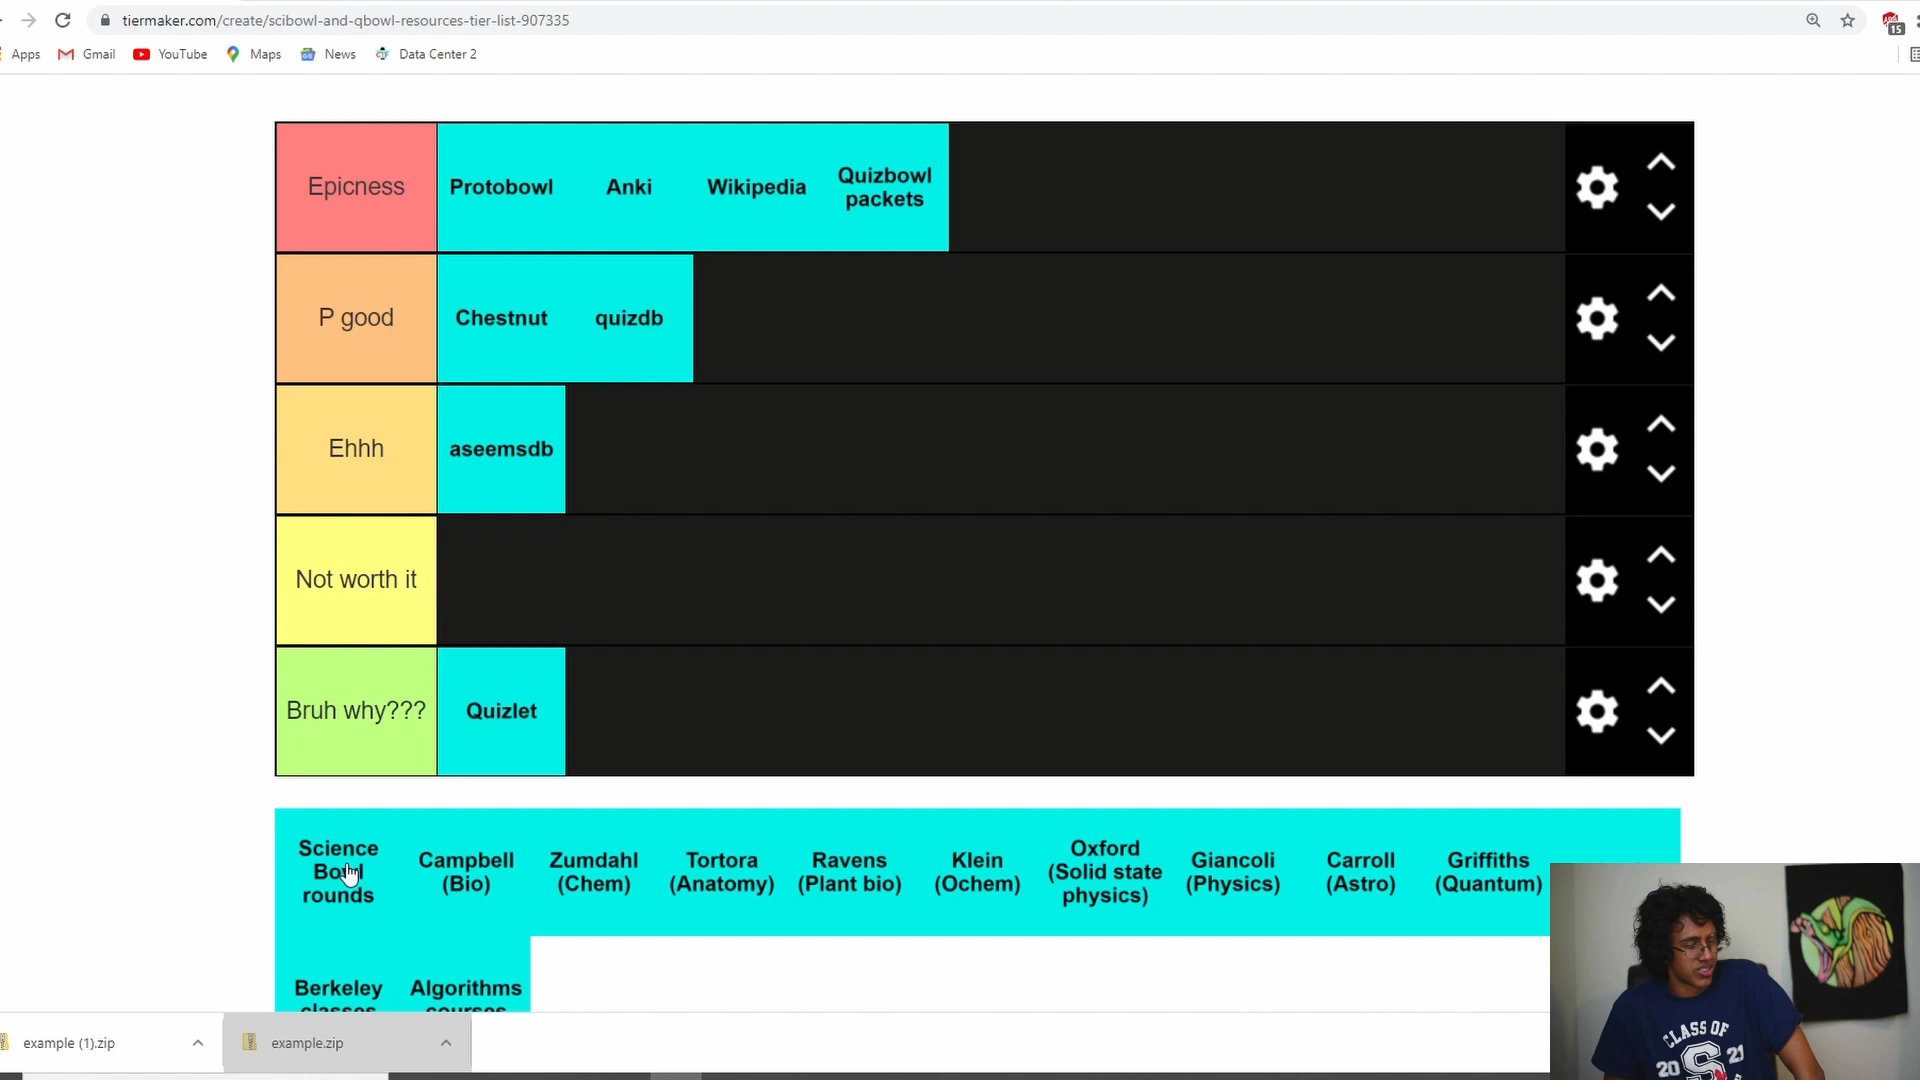 tiermaker.com/create/scibowl-and-qbowl-resources-tier-list-907335
15
Apps Gmail YouTube Maps News Data Center 2
Epicness Protobowl Anki Wikipedia Quizbowl
packets
P good Chestnut quizdb
Ehhh aseemsdb
Not worth it
Bruh why??? Quizlet
Science
Bowl
rounds
Campbell
(Bio)
Zumdahl
(Chem)
Tortora
(Anatomy)
Ravens
(Plant bio)
Klein
(Ochem)
Oxford
(Solid state
physics)
Giancoli
(Physics)
Carroll
(Astro)
Griffiths
(Quantum)
Berkeley
classes
Algorithms
courses
example (1).zip example.zip
CLASS OF
20 S 21